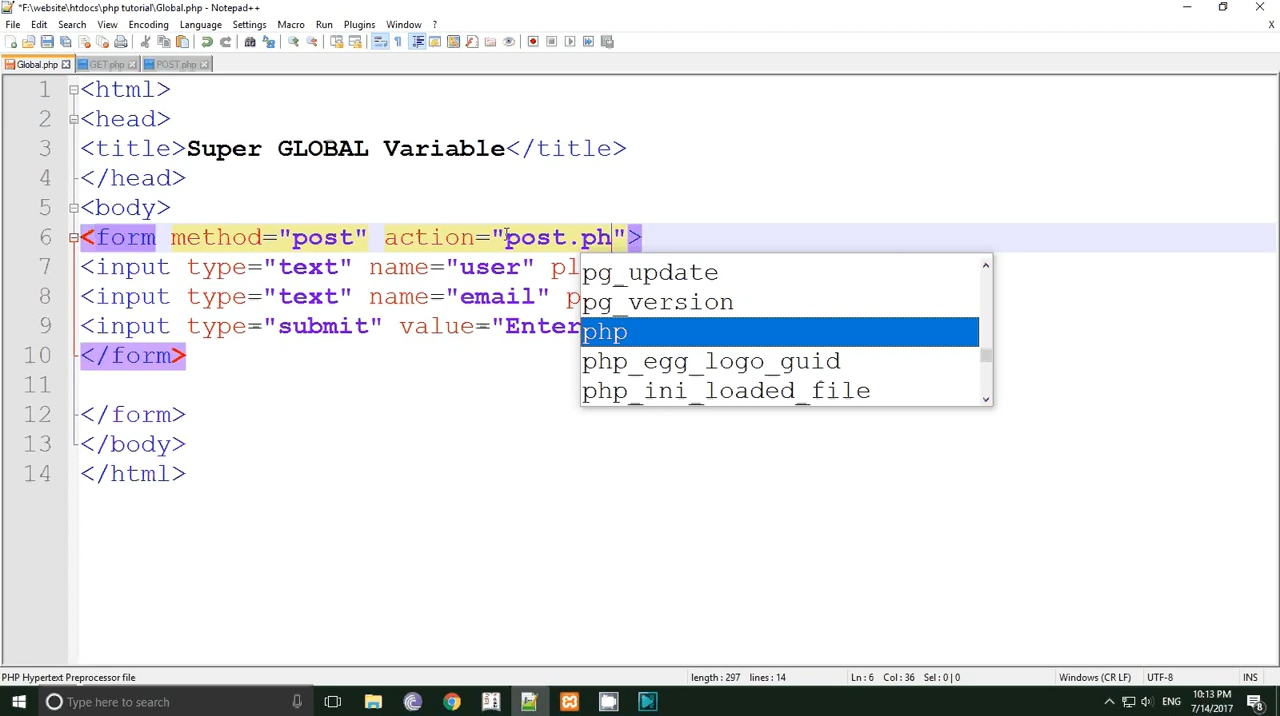 *F:\website\htdocs\php tutorial\Global.php - Notepad++
File Edit Search View Encoding Language Settings Macro Run Plugins Window ?
X
Global.php GET.php POST.php
1 <html>
2 <head>
3 <title>Super GLOBAL Variable</title>
4 </head>
5 <body>
6 <form method="post" action="post.ph">
7 <input type="text" name="user" pl
8 <input type="text" name="email" p
9 <input type="submit" value="Enter
10 </form>
11
12 </form>
13 </body>
14 </html>
pg_update
pg_version
php
php_egg_logo_guid
php_ini_loaded_file
PHP Hypertext Preprocessor file length : 297 lines : 14 Ln : 6 Col : 36 Sel : 0 | 0 Windows (CR LF) UTF-8 INS
Type here to search ENG 10:13 PM
7/14/2017 8